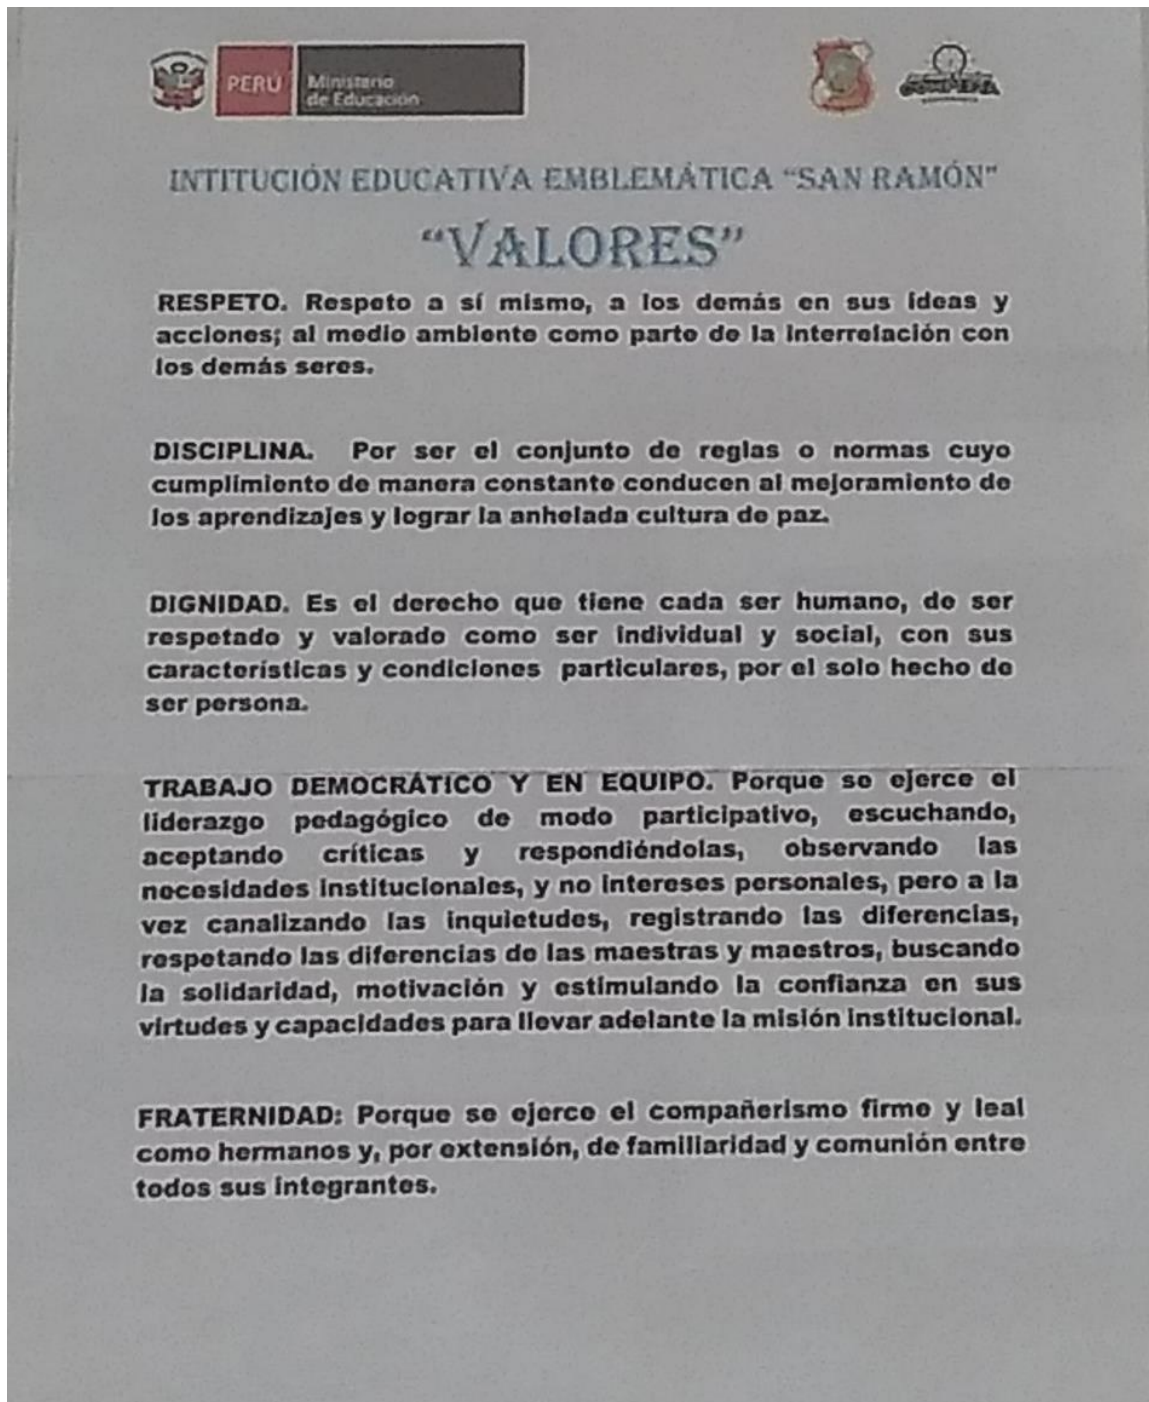 PERÚ
Ministerio
de Educación
INTITUCIÓN EDUCATIVA EMBLEMÁTICA “SAN RAMÓN”
“VALORES”
RESPETO. Respeto a sí mismo, a los demás en sus ideas y
acciones; al medio ambiente como parte de la interrelación con
los demás seres.
DISCIPLINA. Por ser el conjunto de reglas o normas cuyo
cumplimiento de manera constante conducen al mejoramiento de
los aprendizajes y lograr la anhelada cultura de paz.
DIGNIDAD. Es el derecho que tiene cada ser humano, de ser
respetado y valorado como ser individual y social, con sus
características y condiciones particulares, por el solo hecho de
ser persona.
TRABAJO DEMOCRÁTICO Y EN EQUIPO. Porque se ejerce el
liderazgo pedagógico de modo participativo, escuchando,
aceptando críticas y respondiéndolas, observando las
necesidades institucionales, y no intereses personales, pero a la
vez canalizando las inquietudes, registrando las diferencias,
respetando las diferencias de las maestras y maestros, buscando
la solidaridad, motivación y estimulando la confianza en sus
virtudes y capacidades para llevar adelante la misión institucional.
FRATERNIDAD: Porque se ejerce el compañerismo firme y leal
como hermanos y, por extensión, de familiaridad y comunión entre
todos sus integrantes.